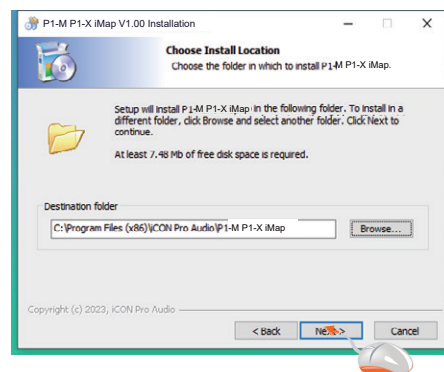 P1-M P1-X iMap V1.00 Installation
Choose Install Location
Choose the folder in which to install P1-M P1-X iMap.
Setup will install P1-M P1-X iMap in the following folder. To install in a
different folder, click Browse and select another folder. Click Next to
continue.
At least 7.48 Mb of free disk space is required.
Destination folder
C:\Program Files (x86)\iCON Pro Audio\P1-M P1-X iMap
Browse...
Copyright (c) 2023, iCON Pro Audio
< Back
Next >
Cancel